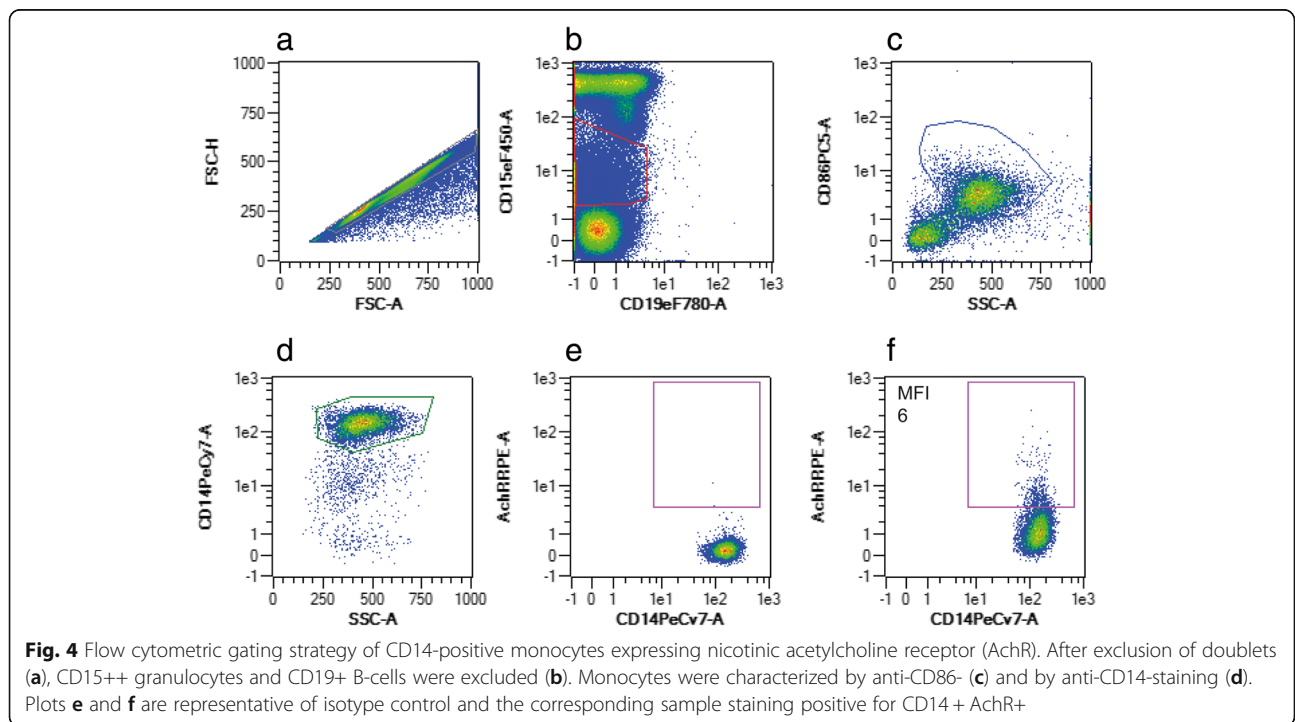 a
b
c
1000
750
500
250
0
FSC-H
0 250 500 750 1000
FSC-A
1e3
1e2
1e1
1
0
-1
CD15eF450-A
-1 0 1 1e1 1e2 1e3
CD19eF780-A
1e3
1e2
1e1
1
0
-1
CD86PC5-A
250 500 750 1000
SSC-A
d
e
f
1e3
1e2
1e1
1
0
-1
CD14PeCy7-A
0 250 500 750 1000
SSC-A
1e3
1e2
1e1
1
0
-1
AchRRPE-A
-1 0 1 1e1 1e2 1e3
CD14PeCy7-A
MFI
6
1e3
1e2
1e1
1
0
-1
AchRRPE-A
-1 0 1 1e1 1e2 1e3
CD14PeCy7-A
Fig. 4 Flow cytometric gating strategy of CD14-positive monocytes expressing nicotinic acetylcholine receptor (AchR). After exclusion of doublets
(a), CD15++ granulocytes and CD19+ B-cells were excluded (b). Monocytes were characterized by anti-CD86- (c) and by anti-CD14-staining (d).
Plots e and f are representative of isotype control and the corresponding sample staining positive for CD14 + AchR+